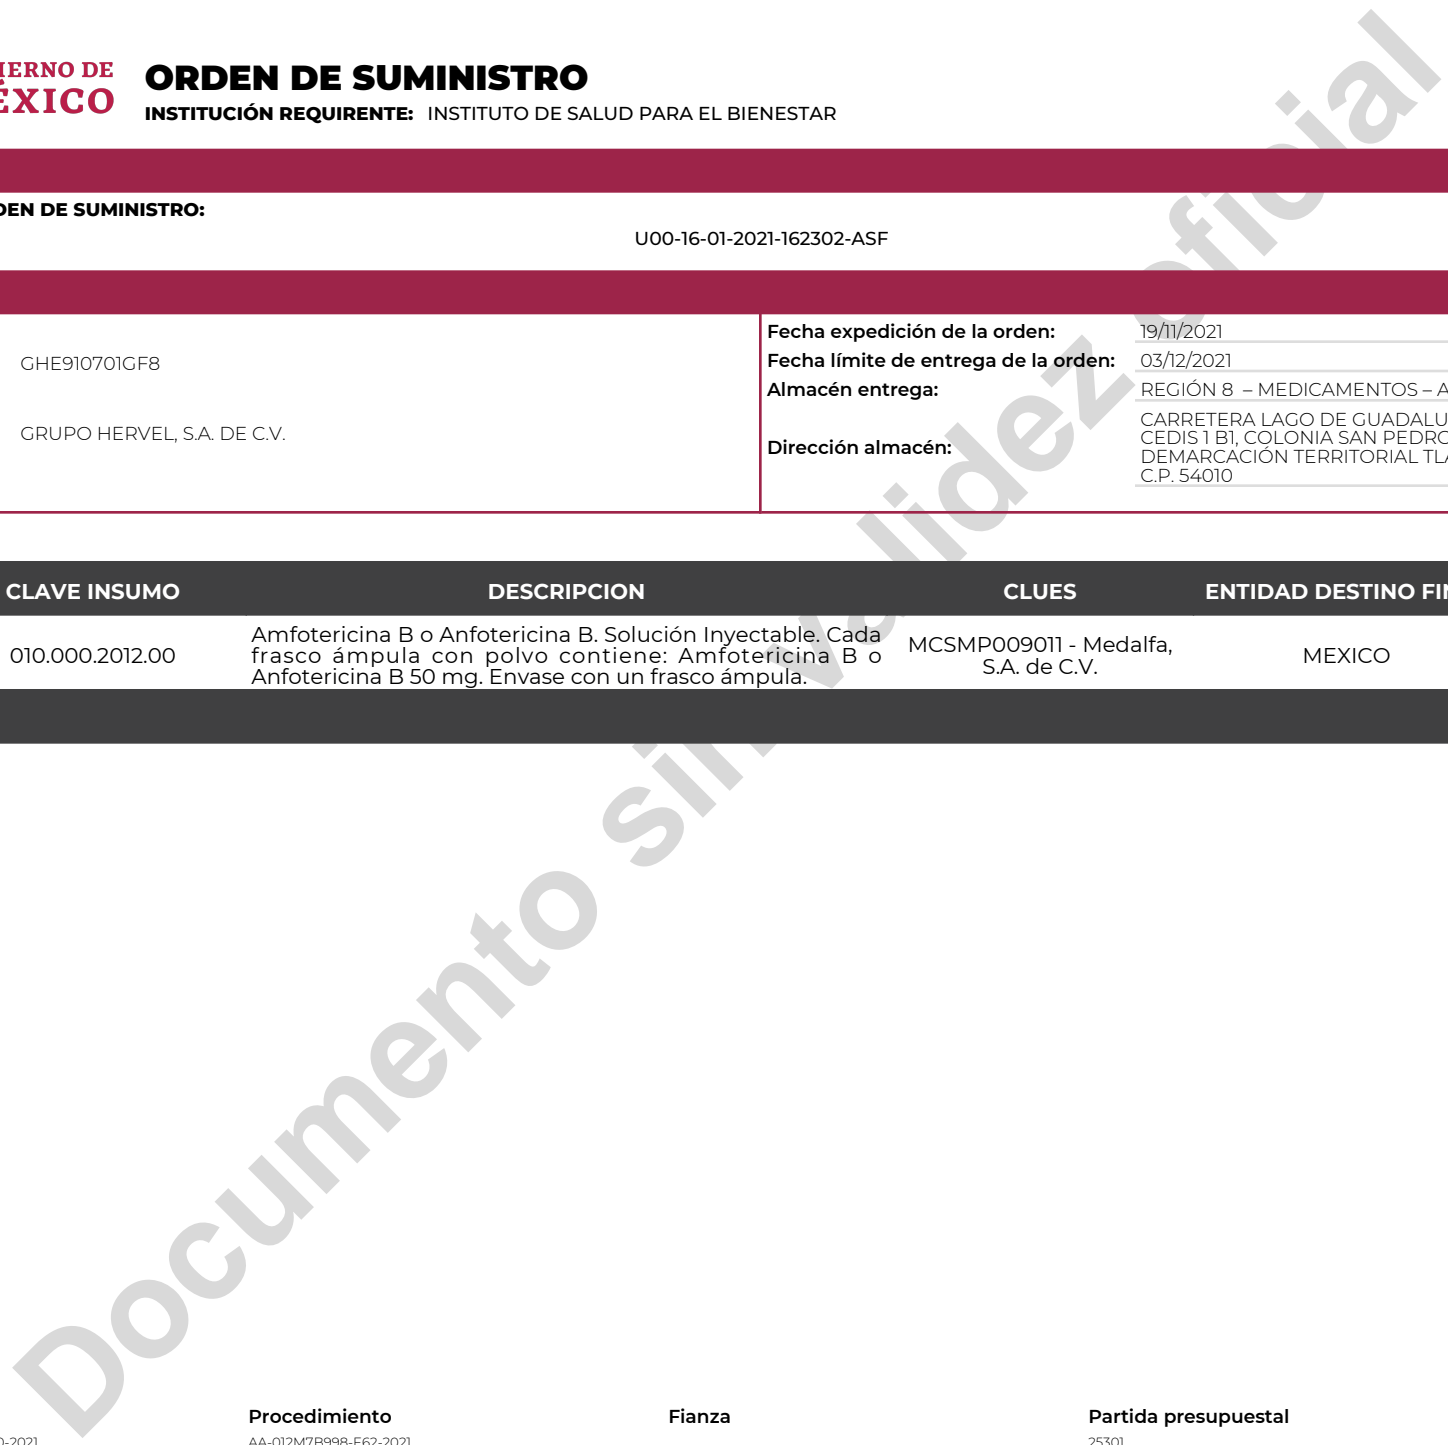 IERNO DE
ÉXICO
ORDEN DE SUMINISTRO
INSTITUCIÓN REQUIRENTE: INSTITUTO DE SALUD PARA EL BIENESTAR
DEN DE SUMINISTRO:
U00-16-01-2021-162302-ASF
GHE910701GF8
GRUPO HERVEL, S.A. DE C.V.
Fecha expedición de la orden: 19/11/2021
Fecha límite de entrega de la orden: 03/12/2021
Almacén entrega: REGIÓN 8 – MEDICAMENTOS – A
Dirección almacén:
CARRETERA LAGO DE GUADALU
CEDIS 1 B1, COLONIA SAN PEDRO
DEMARCACIÓN TERRITORIAL TLA
C.P. 54010
CLAVE INSUMO DESCRIPCION CLUES ENTIDAD DESTINO FIN
010.000.2012.00
Amfotericina B o Anfotericina B. Solución Inyectable. Cada
frasco ámpula con polvo contiene: Amfotericina B o
Anfotericina B 50 mg. Envase con un frasco ámpula.
MCSMP009011 - Medalfa,
S.A. de C.V.
MEXICO
Documento sin validez oficial
Procedimiento Fianza Partida presupuestal
0-2021 AA-012M7B998-E62-2021 25301